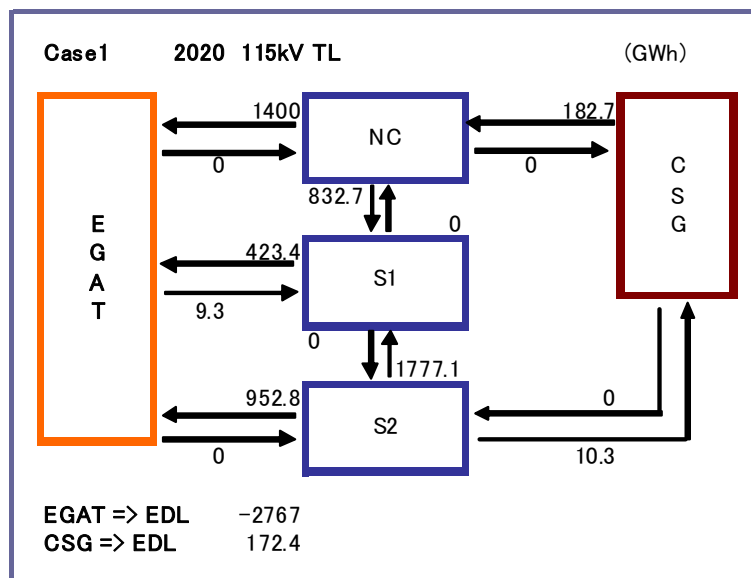 Case1 2020 115kV TL (GWh)
1400
182.7
NC
0
0
832.7
0
C
S
G
E
G
A
T
423.4
S1
9.3
0
1777.1
952.8
0
S2
0
10.3
EGAT => EDL -2767
CSG => EDL 172.4